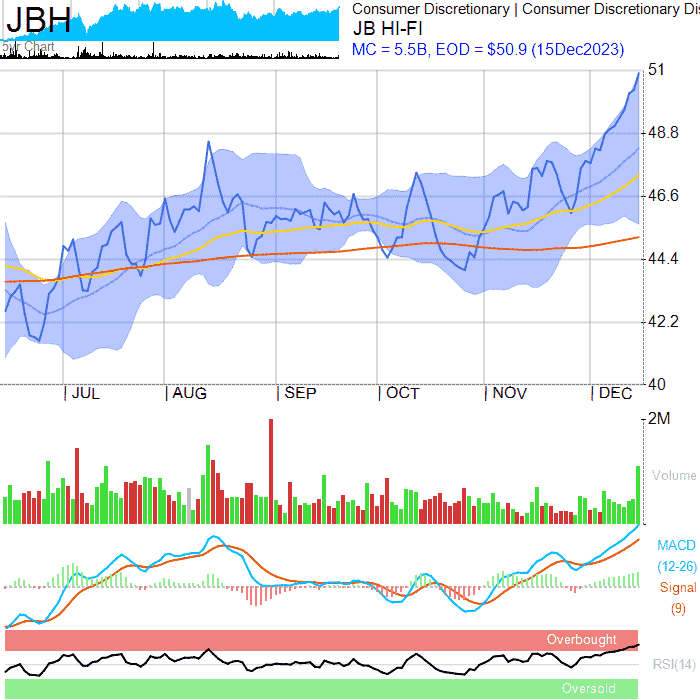 JBH
5yr Chart
Consumer Discretionary | Consumer Discretionary Dis
JB HI-FI
MC = 5.5B, EOD = $50.9 (15Dec2023)
51
48.8
46.6
44.4
42.2
40
| JUL | AUG | SEP | OCT | NOV | DEC
2M
Volume
MACD
(12-26)
Signal
(9)
Overbought
RSI(14)
Oversold